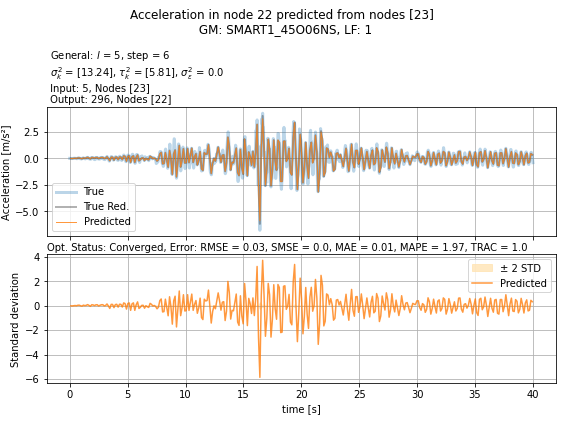 Acceleration in node 22 predicted from nodes [23]
GM: SMART1_45O06NS, LF: 1
General: l = 5, step = 6
σ²ₖ = [13.24], τ²ₖ = [5.81], σ²ε = 0.0
Input: 5, Nodes [23]
Output: 296, Nodes [22]
Acceleration [m/s²]
2.5
0.0
−2.5
−5.0
True
True Red.
Predicted
Opt. Status: Converged, Error: RMSE = 0.03, SMSE = 0.0, MAE = 0.01, MAPE = 1.97, TRAC = 1.0
Standard deviation
4
2
0
−2
−4
−6
± 2 STD
Predicted
0 5 10 15 20 25 30 35 40
time [s]